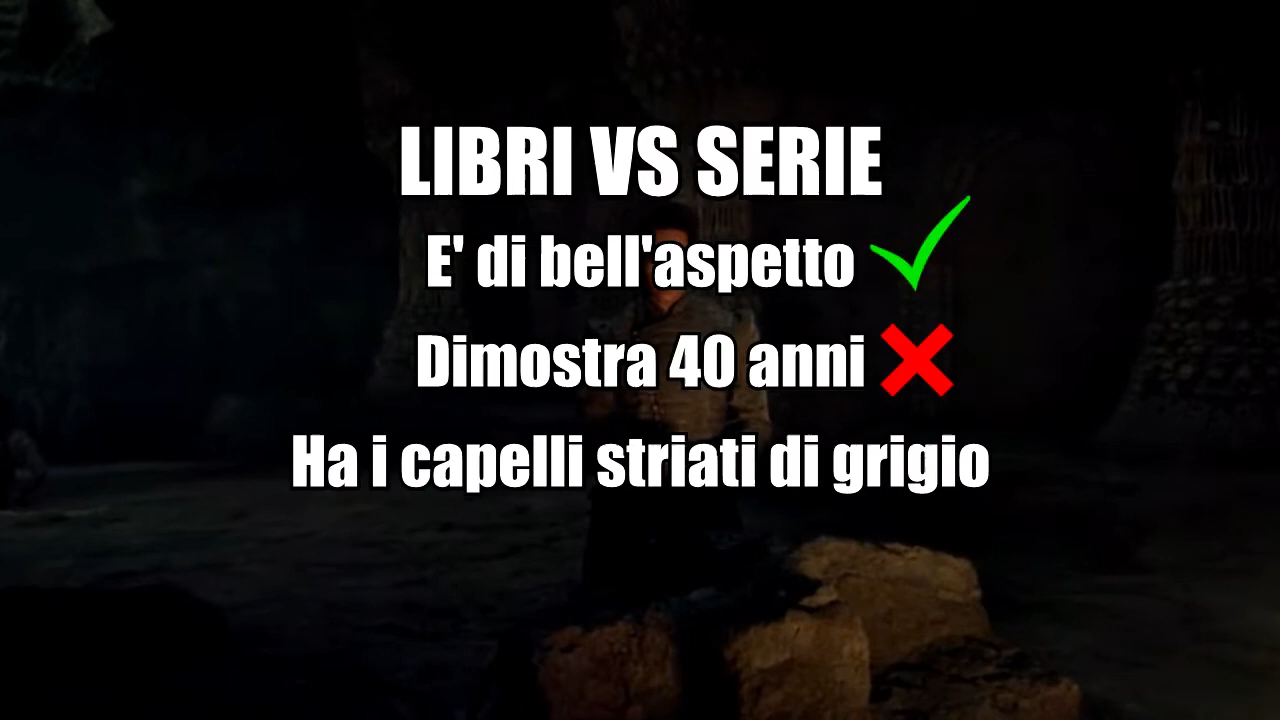 LIBRI VS SERIE
E' di bell'aspetto
Dimostra 40 anni
Ha i capelli striati di grigio